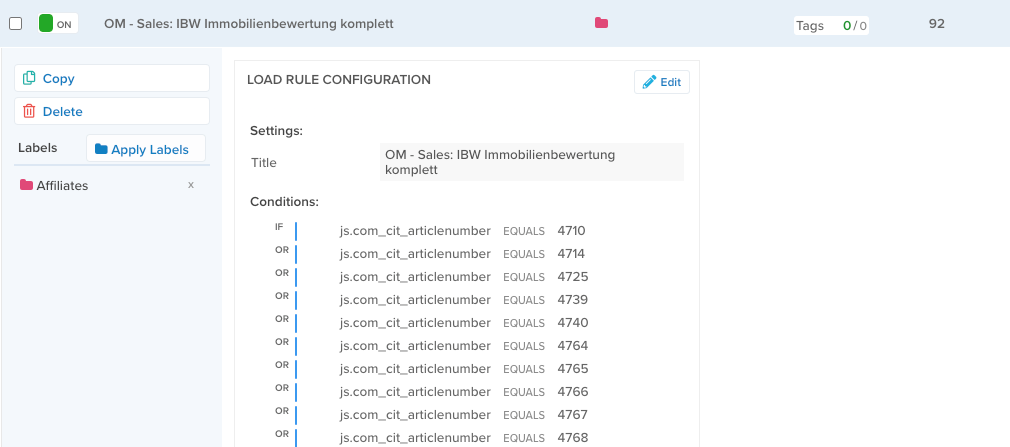 ON OM - Sales: IBW Immobilienbewertung komplett Tags 0/0 92
Copy
Delete
Labels Apply Labels
Affiliates x
LOAD RULE CONFIGURATION Edit
Settings:
Title OM - Sales: IBW Immobilienbewertung
komplett
Conditions:
IF js.com_cit_articlenumber EQUALS 4710
OR js.com_cit_articlenumber EQUALS 4714
OR js.com_cit_articlenumber EQUALS 4725
OR js.com_cit_articlenumber EQUALS 4739
OR js.com_cit_articlenumber EQUALS 4740
OR js.com_cit_articlenumber EQUALS 4764
OR js.com_cit_articlenumber EQUALS 4765
OR js.com_cit_articlenumber EQUALS 4766
OR js.com_cit_articlenumber EQUALS 4767
OR js.com_cit_articlenumber EQUALS 4768